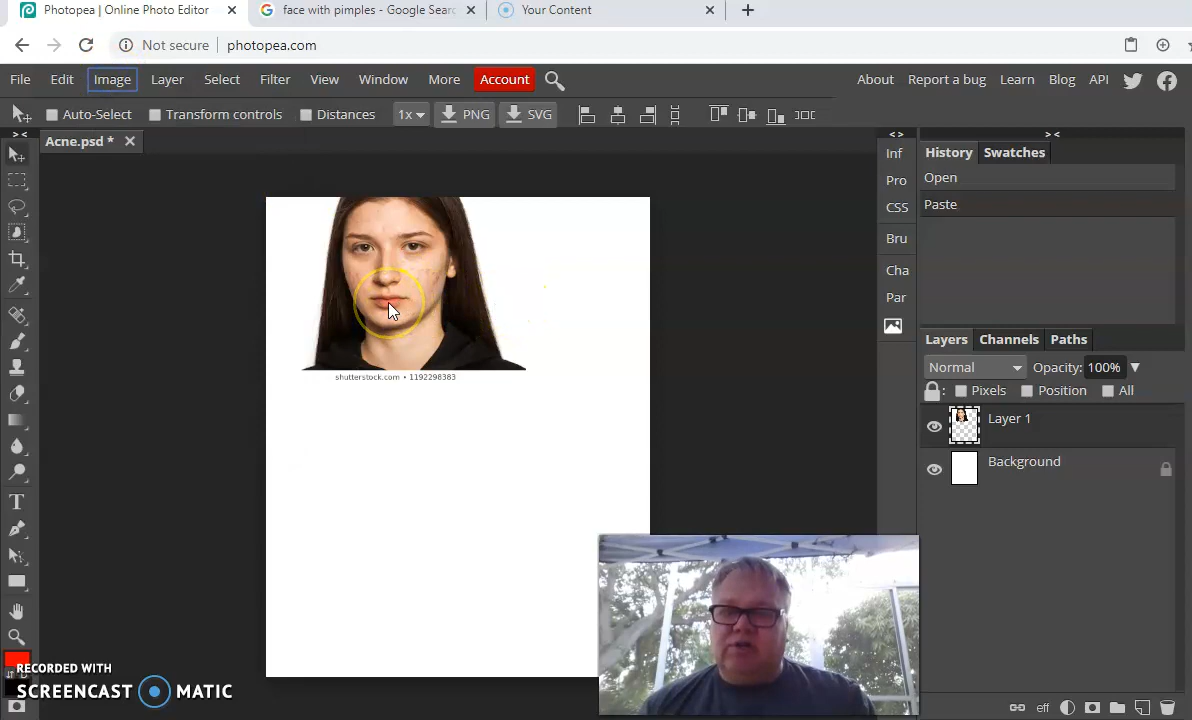 Photopea | Online Photo Editor
face with pimples - Google Searc
Your Content
Not secure photopea.com
File Edit Image Layer Select Filter View Window More Account About Report a bug Learn Blog API
Auto-Select Transform controls Distances 1x PNG SVG
Acne.psd *
< > > <
> <
Inf
Pro
CSS
Bru
Cha
Par
History Swatches
Open
Paste
Layers Channels Paths
Normal Opacity: 100%
: Pixels Position All
Layer 1
Background
shutterstock.com • 1192298383
T
eff
RECORDED WITH
SCREENCAST MATIC